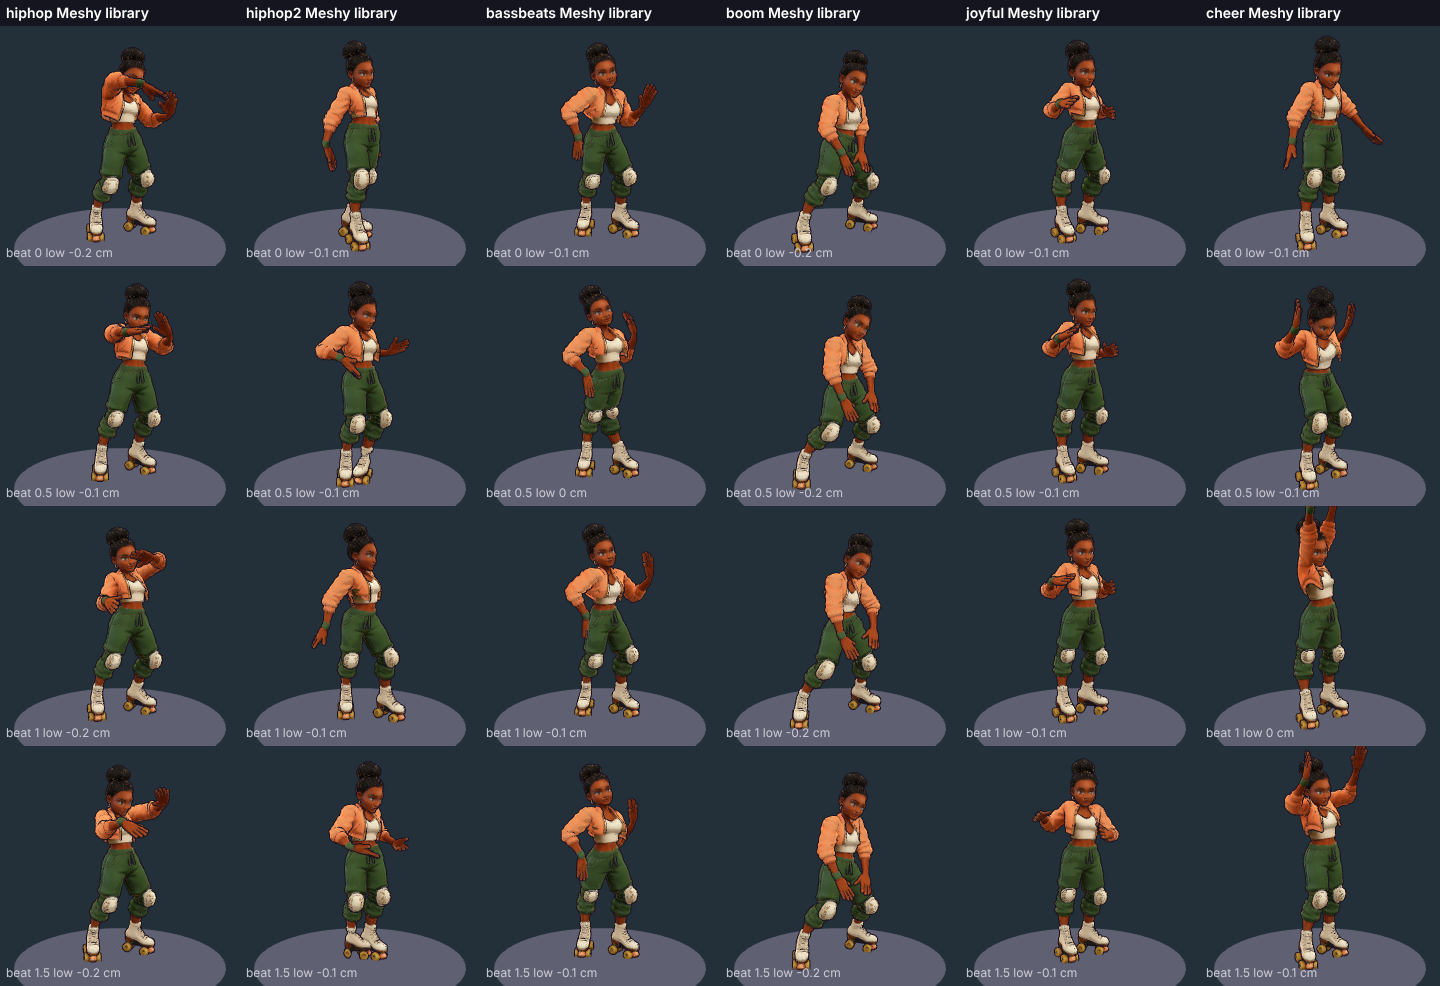 hiphop Meshy library
hiphop2 Meshy library
bassbeats Meshy library
boom Meshy library
joyful Meshy library
cheer Meshy library
beat 0 low -0.2 cm
beat 0 low -0.1 cm
beat 0 low -0.1 cm
beat 0 low -0.2 cm
beat 0 low -0.1 cm
beat 0 low -0.1 cm
beat 0.5 low -0.1 cm
beat 0.5 low -0.1 cm
beat 0.5 low 0 cm
beat 0.5 low -0.2 cm
beat 0.5 low -0.1 cm
beat 0.5 low -0.1 cm
beat 1 low -0.2 cm
beat 1 low -0.1 cm
beat 1 low -0.1 cm
beat 1 low -0.2 cm
beat 1 low -0.1 cm
beat 1 low 0 cm
beat 1.5 low -0.2 cm
beat 1.5 low -0.1 cm
beat 1.5 low -0.1 cm
beat 1.5 low -0.2 cm
beat 1.5 low -0.1 cm
beat 1.5 low -0.1 cm